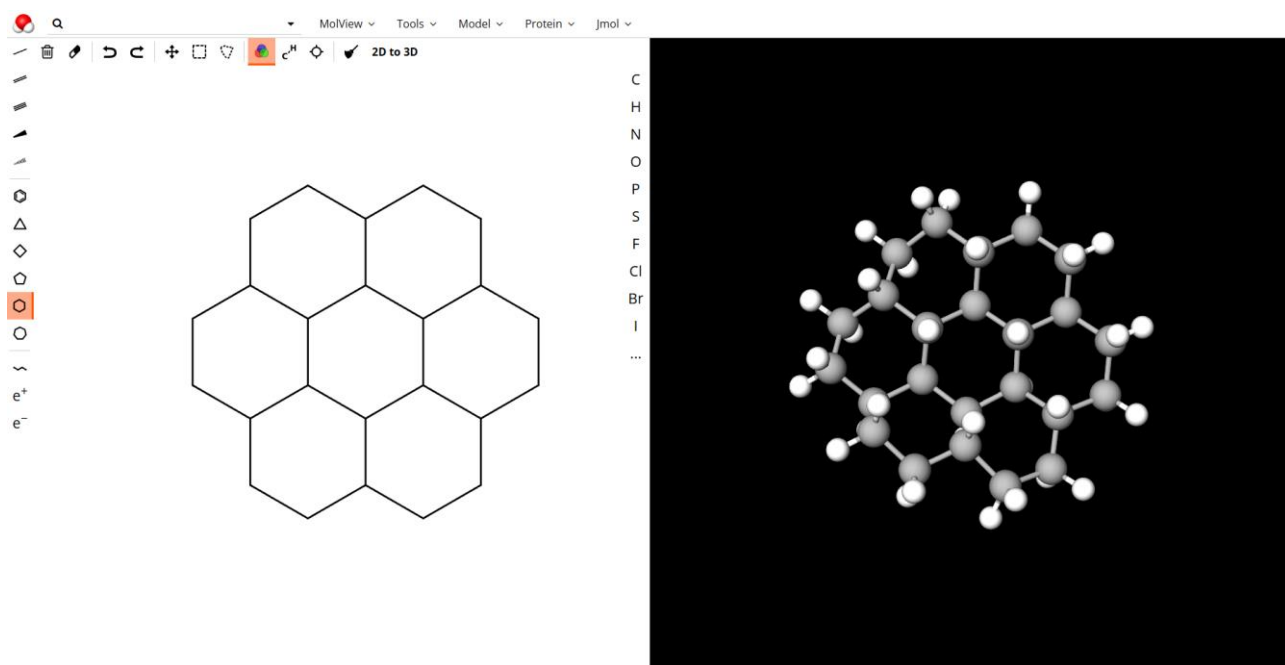 MolView Tools Model Protein Jmol
2D to 3D
C
H
N
O
P
S
F
Cl
Br
I
...
C H
e+
e−